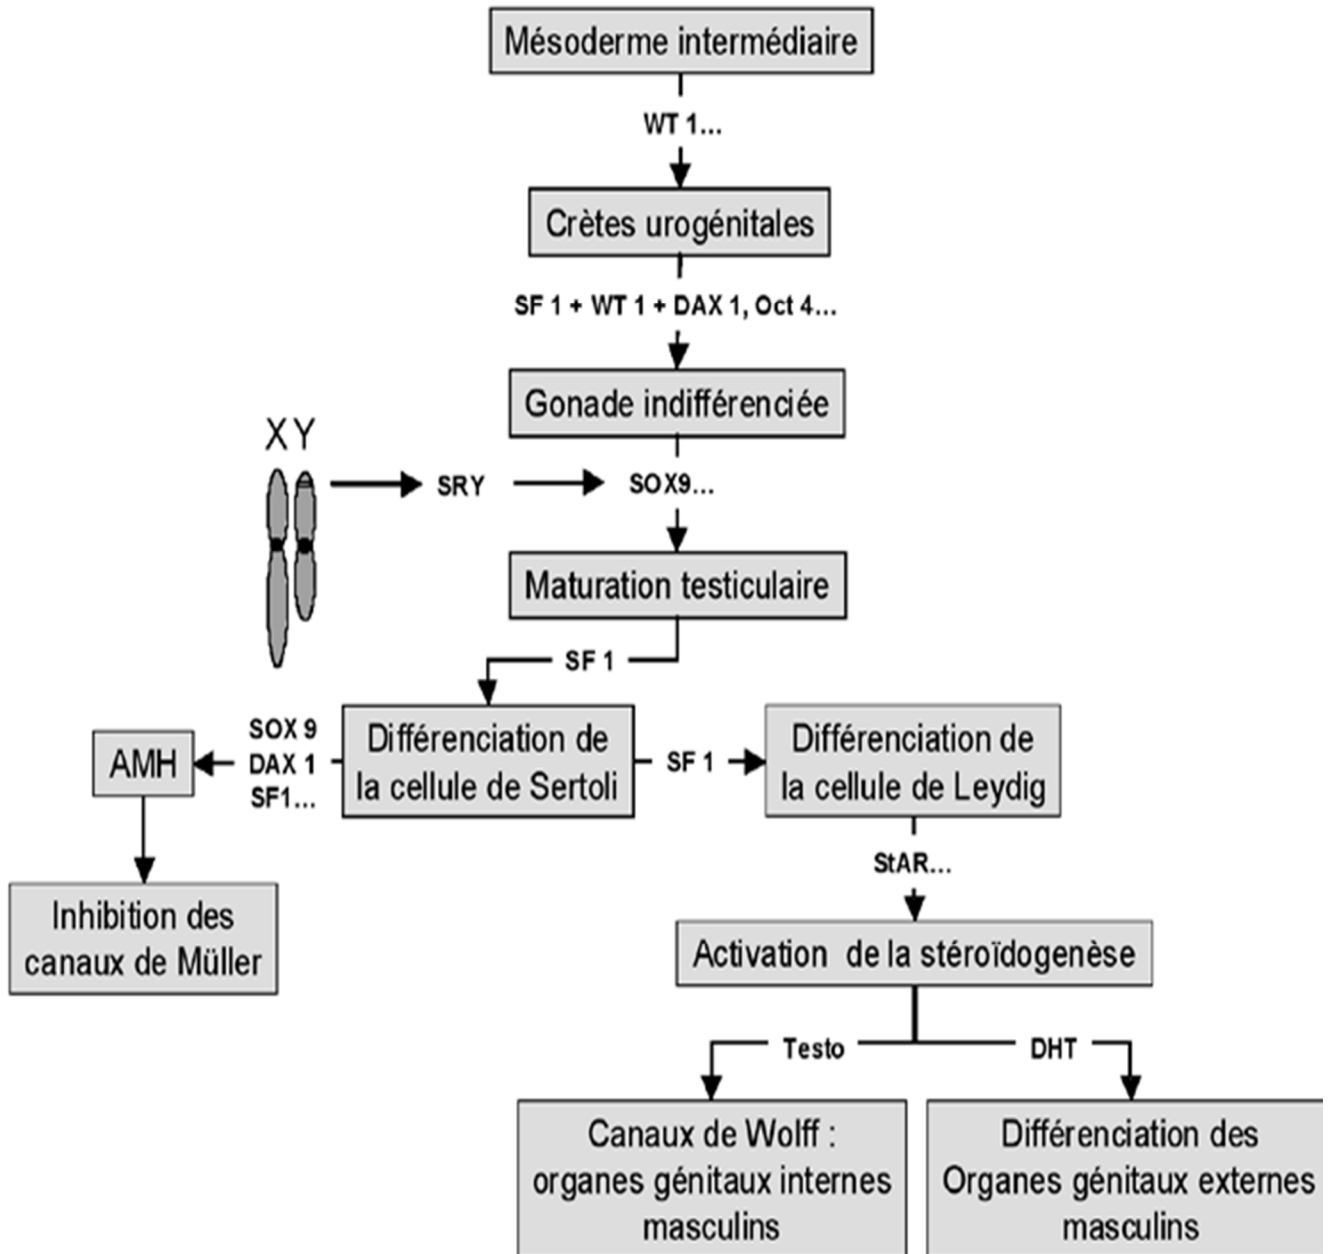 Mésoderme intermédiaire
WT 1...
Crètes urogénitales
SF 1 + WT 1 + DAX 1, Oct 4...
Gonade indifférenciée
X Y
SRY
SOX9...
Maturation testiculaire
SF 1
SOX 9
DAX 1
SF1...
AMH
Différenciation de
la cellule de Sertoli
SF 1
Différenciation de
la cellule de Leydig
StAR...
Inhibition des
canaux de Müller
Activation de la stéroïdogenèse
Testo
DHT
Canaux de Wolff :
organes génitaux internes
masculins
Différenciation des
Organes génitaux externes
masculins